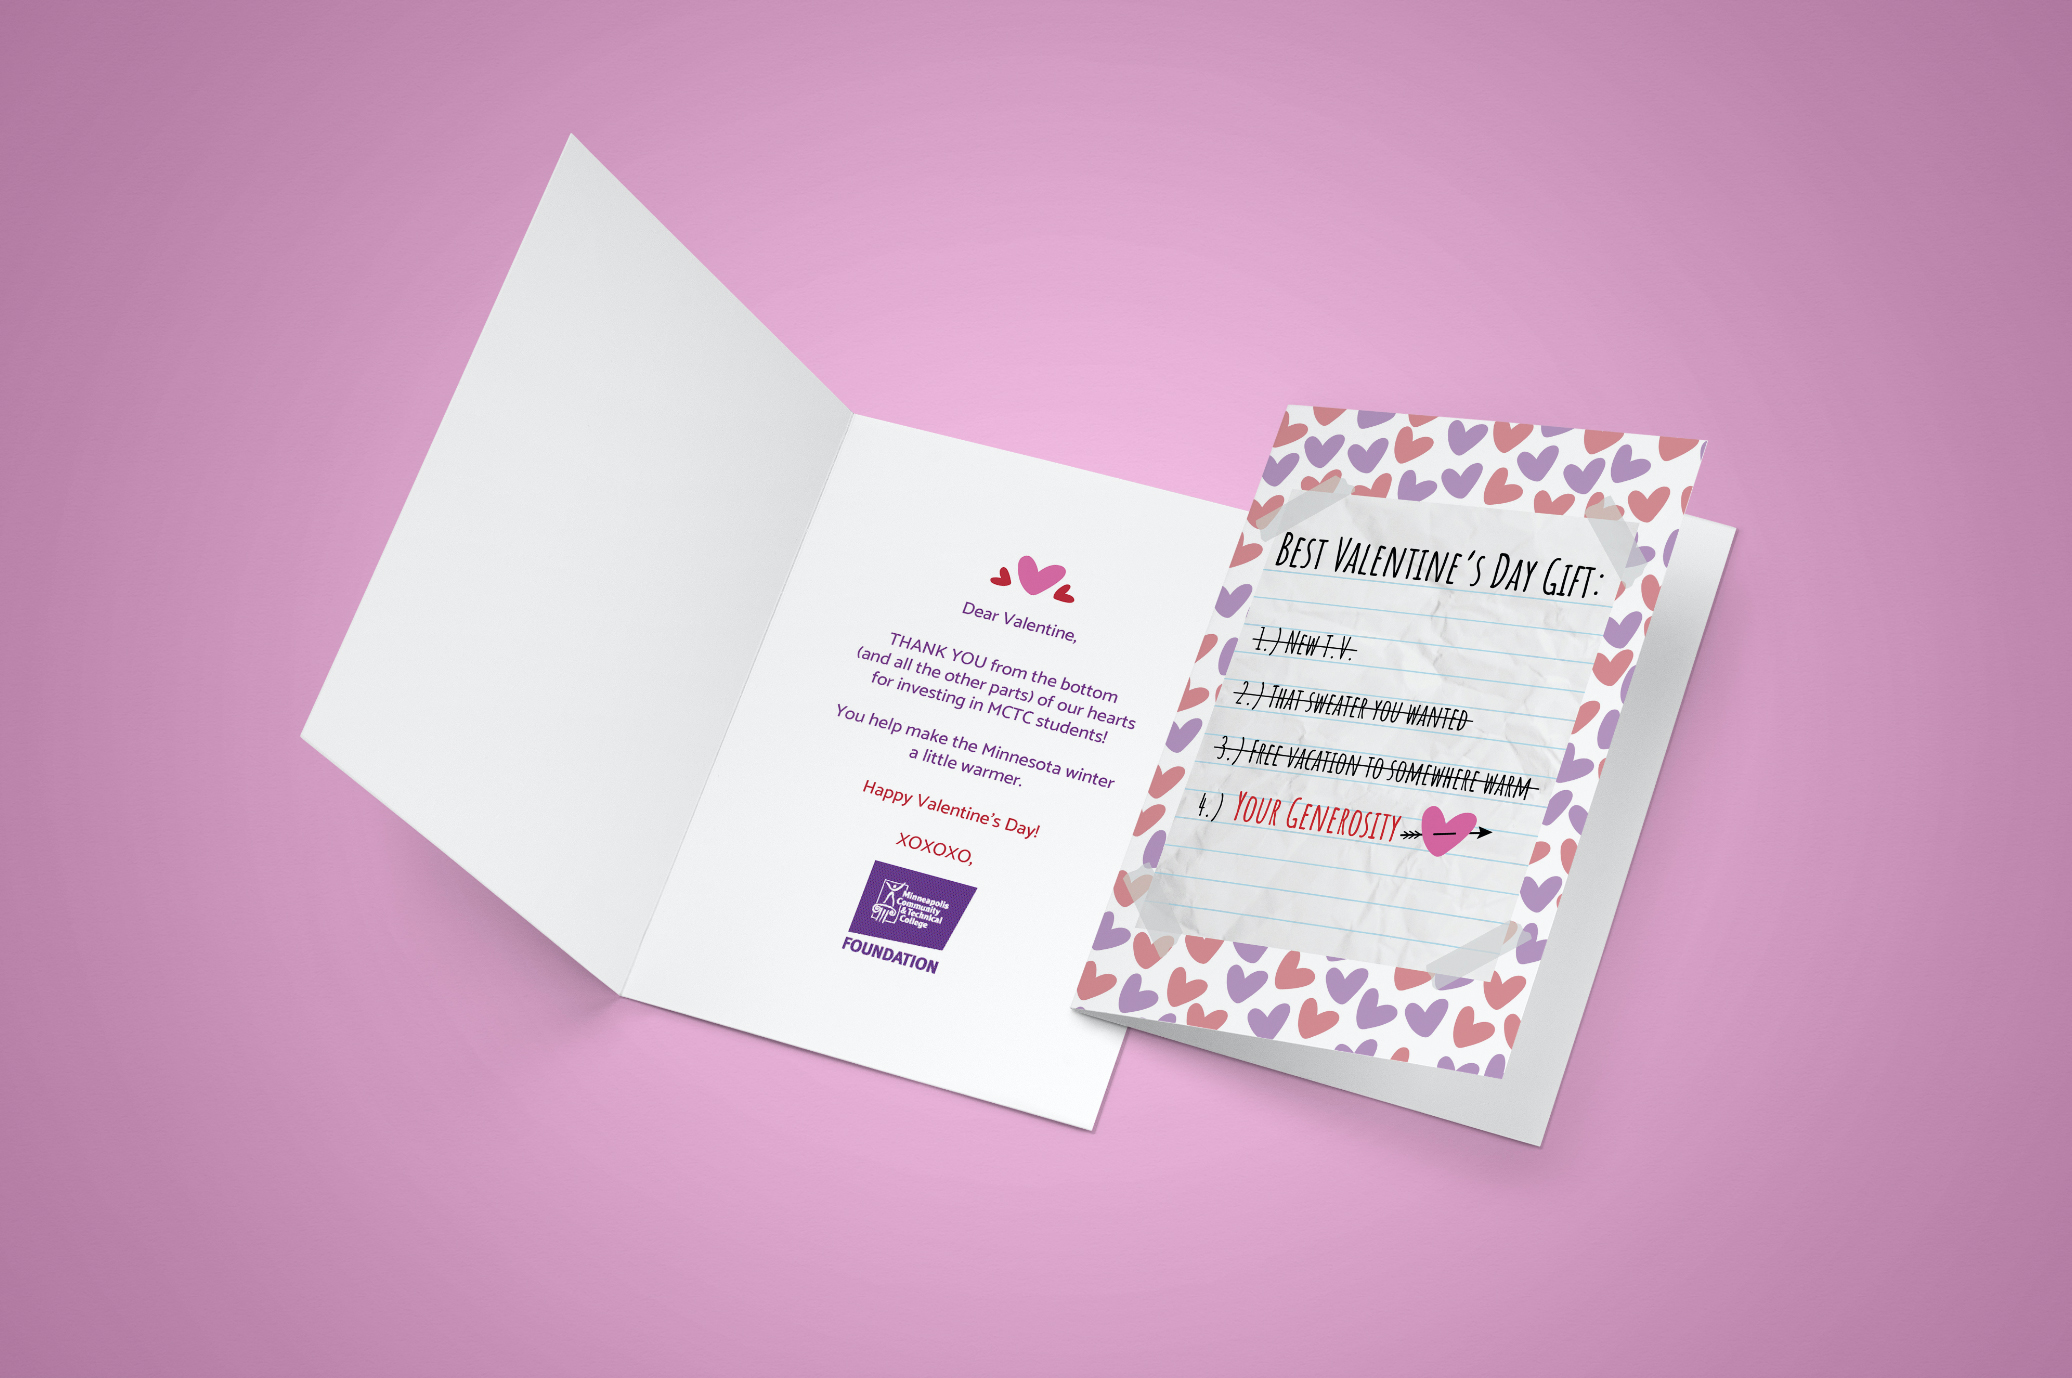 Dear Valentine,
THANK YOU from the bottom
(and all the other parts) of our hearts
for investing in MCTC students!
You help make the Minnesota winter
a little warmer.
Happy Valentine's Day!
XOXOXO,
Minneapolis
Community
& Technical
College
FOUNDATION
BEST VALENTINE'S DAY GIFT:
1.) NEW T.V.
2.) THAT SWEATER YOU WANTED
3.) FREE VACATION TO SOMEWHERE WARM
4.) YOUR GENEROSITY